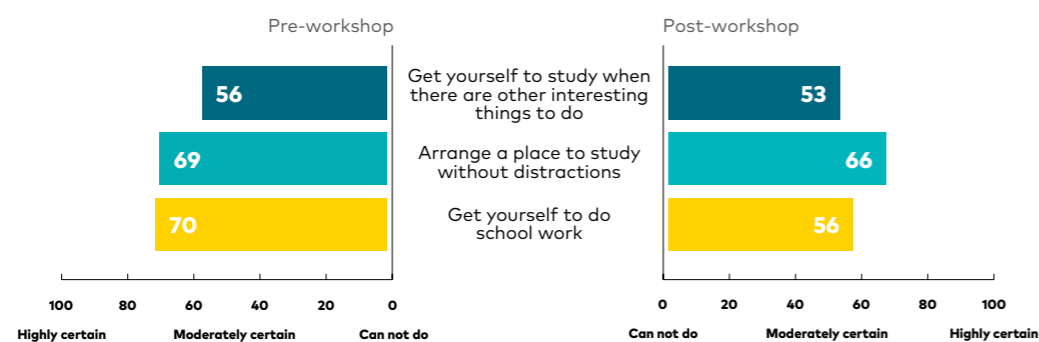 Pre-workshop
Post-workshop
56
Get yourself to study when
there are other interesting
things to do
53
69
Arrange a place to study
without distractions
66
70
Get yourself to do
school work
56
100 80 60 40 20 0
0 20 40 60 80 100
Highly certain Moderately certain Can not do
Can not do Moderately certain Highly certain